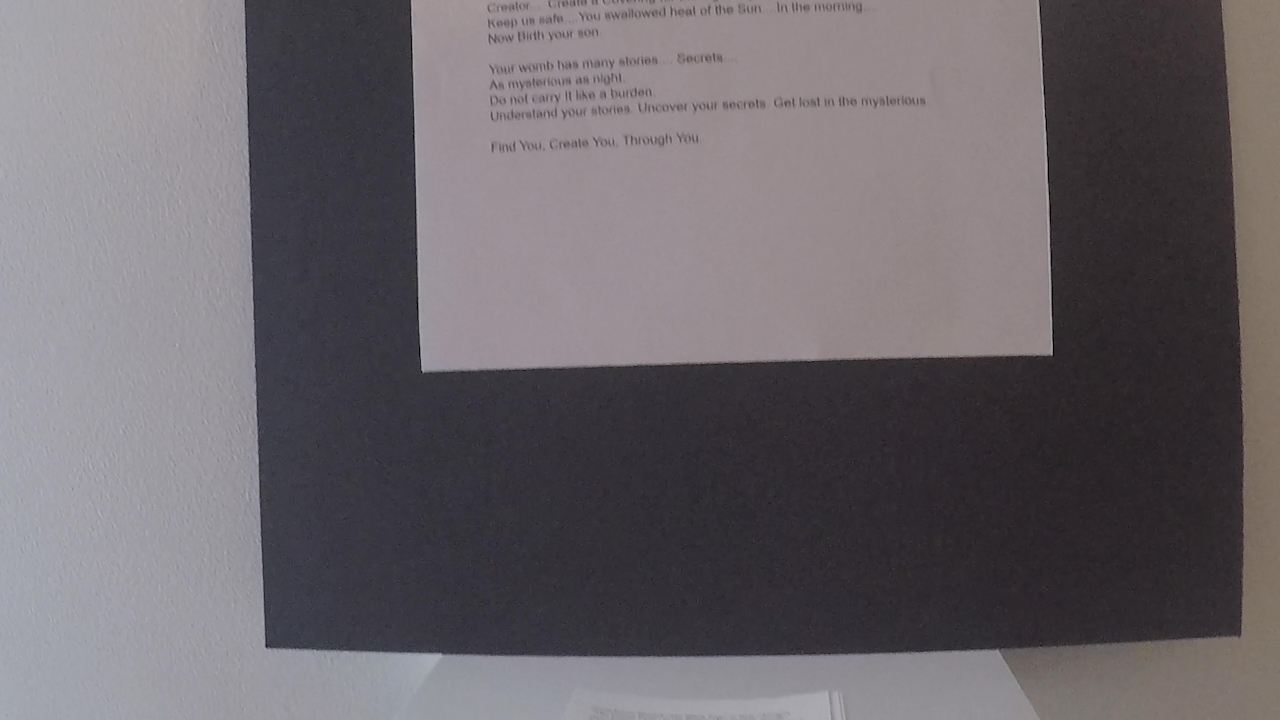 Creator... Create a Covering
Keep us safe... You swallowed heat of the Sun... In the morning...
Now Birth your son.
Your womb has many stories... Secrets...
As mysterious as night.
Do not carry it like a burden.
Understand your stories. Uncover your secrets. Get lost in the mysterious
Find You, Create You, Through You.